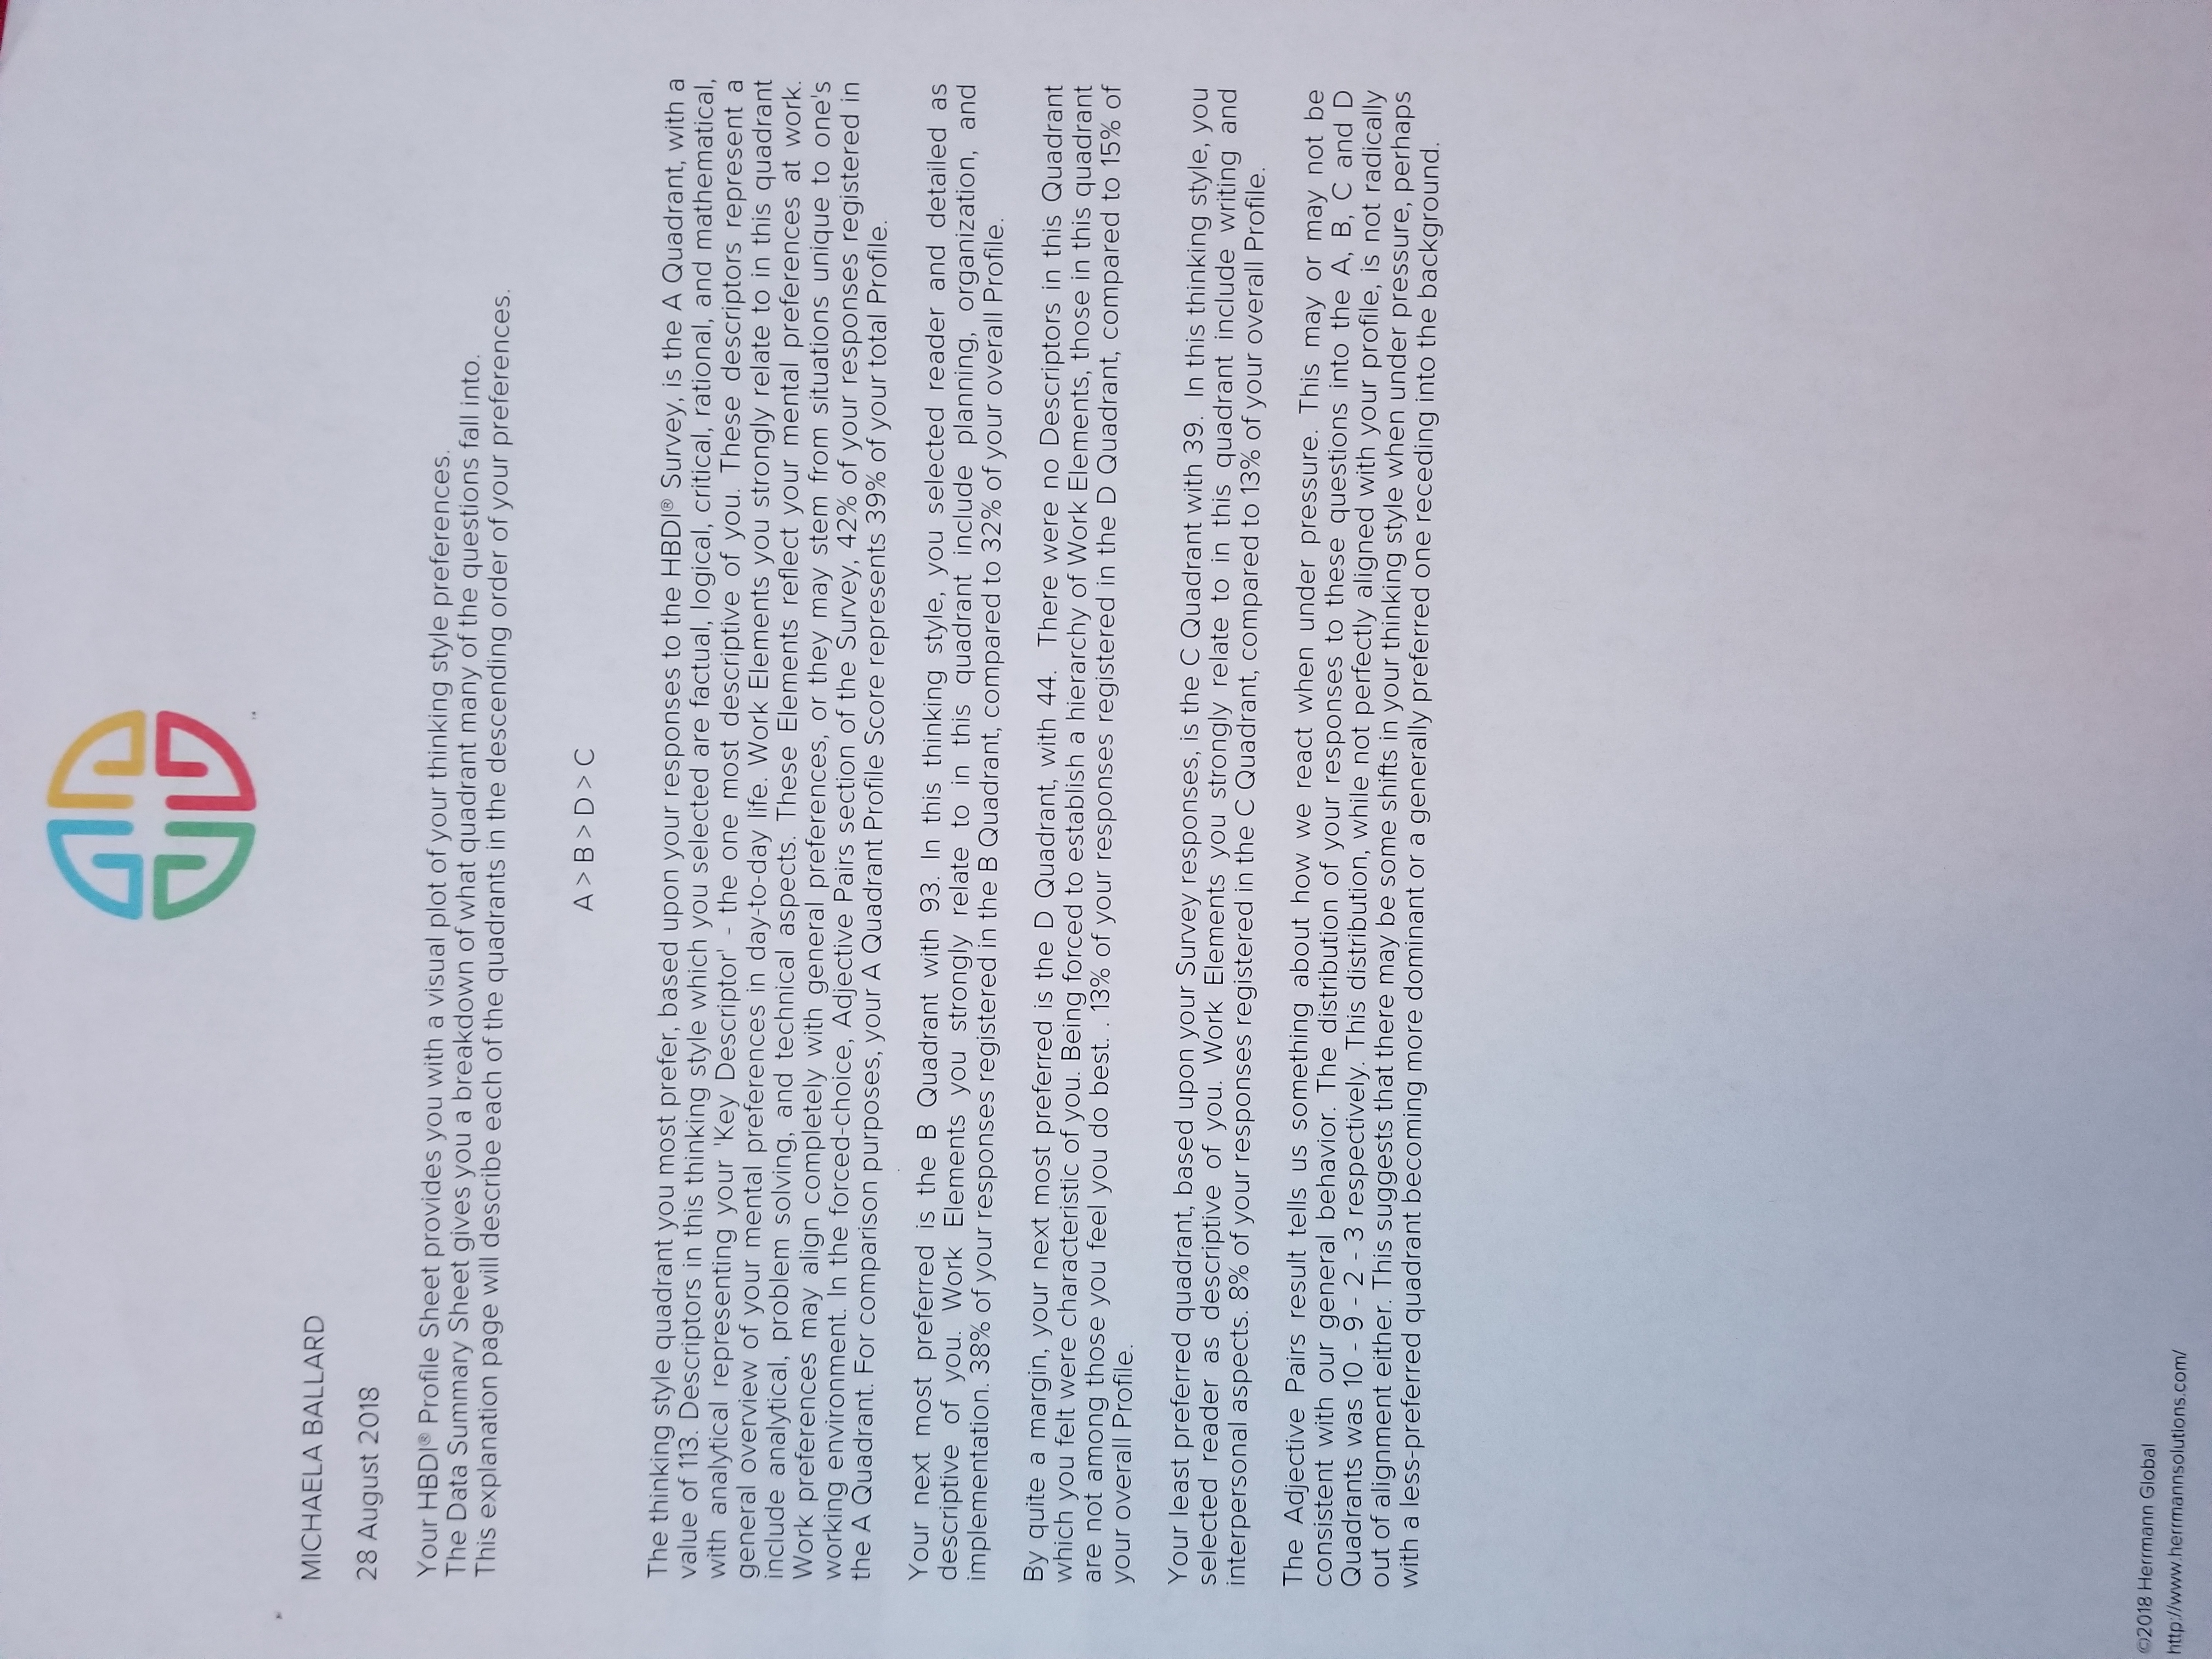 MICHAELA BALLARD
28 August 2018
Your HBDI® Profile Sheet provides you with a visual plot of your thinking style preferences.
The Data Summary Sheet gives you a breakdown of what quadrant many of the questions fall into.
This explanation page will describe each of the quadrants in the descending order of your preferences.
A > B > D > C
The thinking style quadrant you most prefer, based upon your responses to the HBDI® Survey, is the A Quadrant, with a
value of 113. Descriptors in this thinking style which you selected are factual, logical, critical, rational, and mathematical,
with analytical representing your 'Key Descriptor' - the one most descriptive of you. These descriptors represent a
general overview of your mental preferences in day-to-day life. Work Elements you strongly relate to in this quadrant
include analytical, problem solving, and technical aspects. These Elements reflect your mental preferences at work.
Work preferences may align completely with general preferences, or they may stem from situations unique to one's
working environment. In the forced-choice, Adjective Pairs section of the Survey, 42% of your responses registered in
the A Quadrant. For comparison purposes, your A Quadrant Profile Score represents 39% of your total Profile.
Your next most preferred is the B Quadrant with 93. In this thinking style, you selected reader and detailed as
descriptive of you. Work Elements you strongly relate to in this quadrant include planning, organization, and
implementation. 38% of your responses registered in the B Quadrant, compared to 32% of your overall Profile.
By quite a margin, your next most preferred is the D Quadrant, with 44. There were no Descriptors in this Quadrant
which you felt were characteristic of you. Being forced to establish a hierarchy of Work Elements, those in this quadrant
are not among those you feel you do best. . 13% of your responses registered in the D Quadrant, compared to 15% of
your overall Profile.
Your least preferred quadrant, based upon your Survey responses, is the C Quadrant with 39. In this thinking style, you
selected reader as descriptive of you. Work Elements you strongly relate to in this quadrant include writing and
interpersonal aspects. 8% of your responses registered in the C Quadrant, compared to 13% of your overall Profile.
The Adjective Pairs result tells us something about how we react when under pressure. This may or may not be
consistent with our general behavior. The distribution of your responses to these questions into the A, B, C and D
Quadrants was 10 - 9 - 2 - 3 respectively. This distribution, while not perfectly aligned with your profile, is not radically
out of alignment either. This suggests that there may be some shifts in your thinking style when under pressure, perhaps
with a less-preferred quadrant becoming more dominant or a generally preferred one receding into the background.
©2018 Herrmann Global
http://www.herrmannsolutions.com/